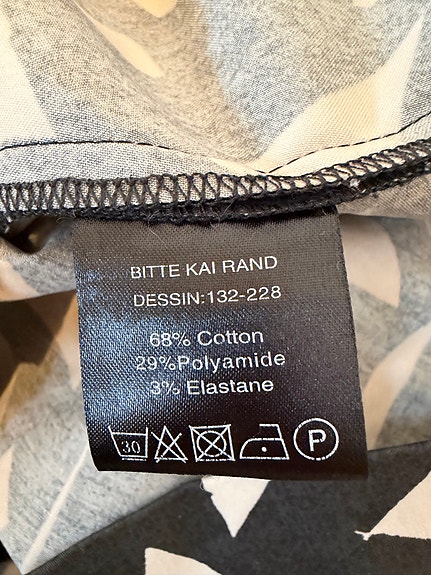 BITTE KAI RAND
DESSIN:132-228
68% Cotton
29%Polyamide
3% Elastane
30 P